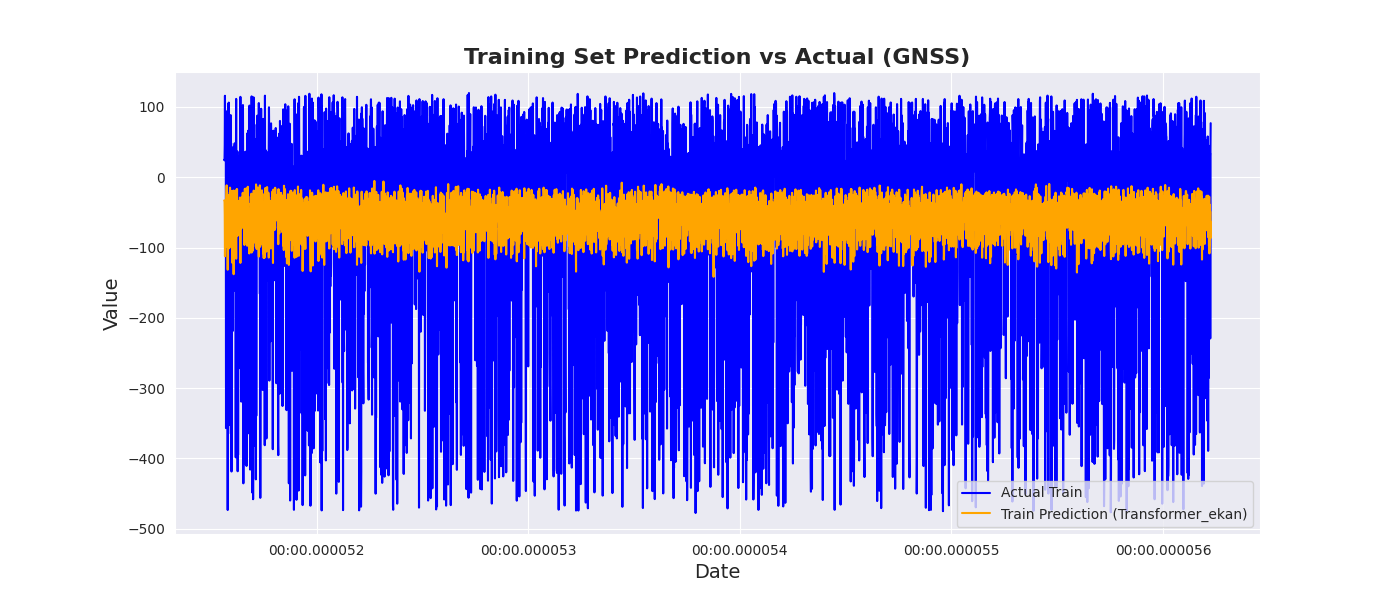 Training Set Prediction vs Actual (GNSS)
Value
100
0
−100
−200
−300
−400
−500
Actual Train
Train Prediction (Transformer_ekan)
00:00.000052
00:00.000053
00:00.000054
00:00.000055
00:00.000056
Date